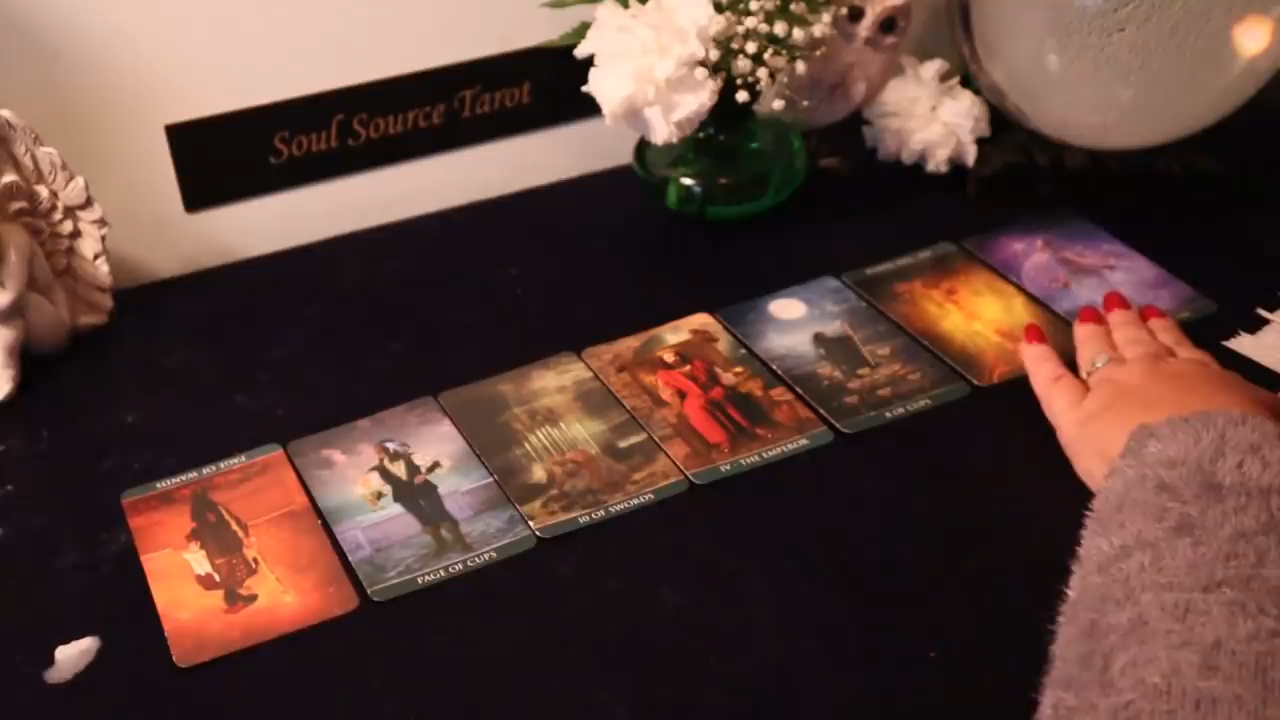 Soul Source Tarot
PAGE OF WANDS
PAGE OF CUPS
10 OF SWORDS
IV - THE EMPEROR
8 OF CUPS